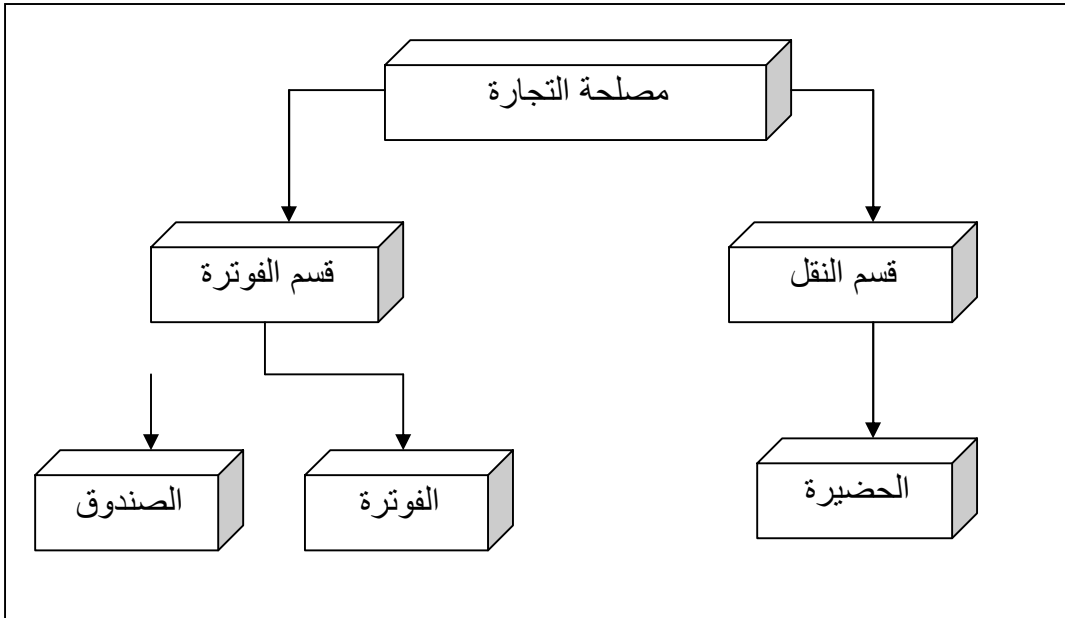 مصلحة التجارة
قسم النقل
قسم الفوترة
الحضيرة
الفوترة
الصندوق